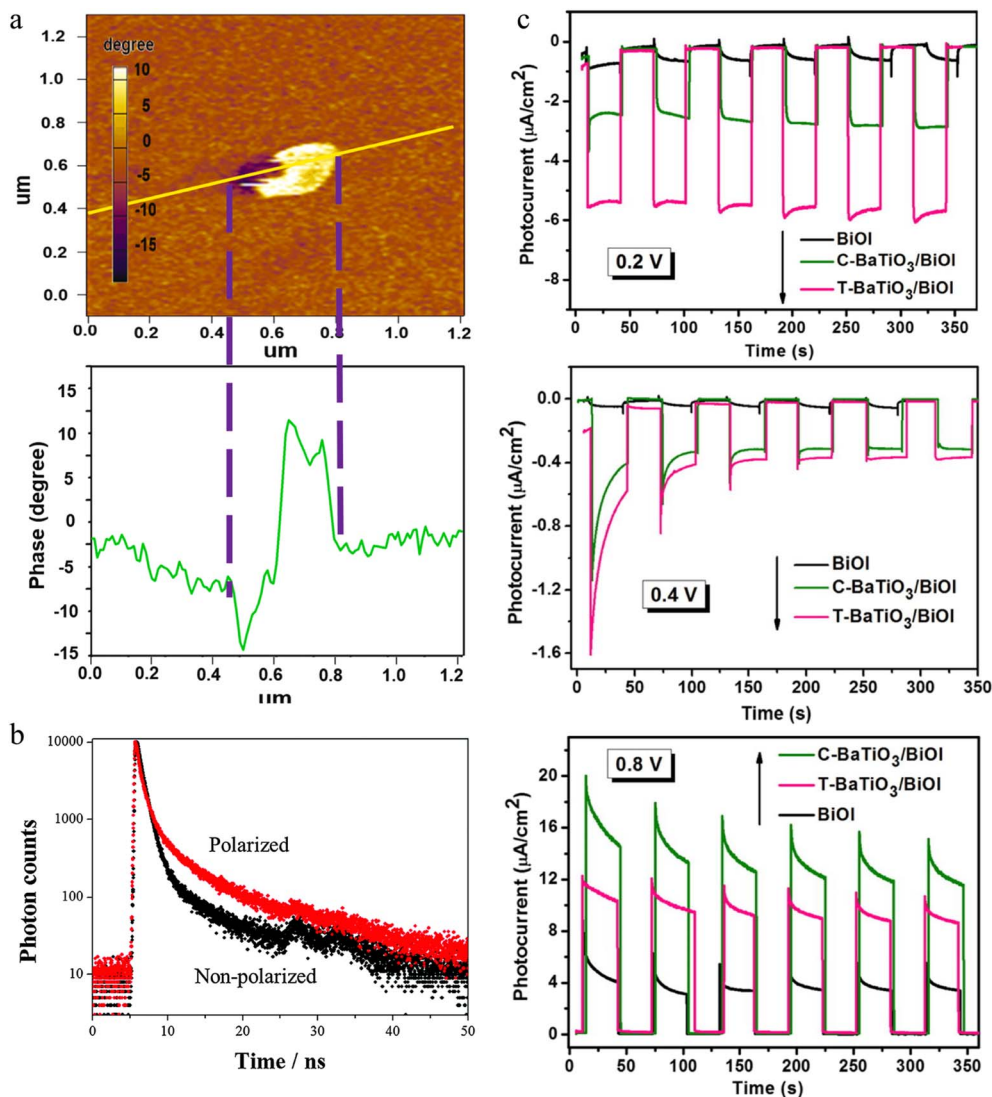 a
degree
10
5
0
-5
-10
-15
1.2
1.0
0.8
0.6
0.4
0.2
0.0
um
0.0 0.2 0.4 0.6 0.8 1.0 1.2
um
15
10
5
0
-5
-10
-15
Phase (degree)
0.0 0.2 0.4 0.6 0.8 1.0 1.2
um
b
10000
1000
100
10
Photon counts
Polarized
Non-polarized
0 10 20 30 40 50
Time / ns
c
0
-2
-4
-6
-8
Photocurrent (μA/cm²)
0.2 V
BiOI
C-BaTiO₃/BiOI
T-BaTiO₃/BiOI
0 50 100 150 200 250 300 350
Time (s)
0.0
-0.4
-0.8
-1.2
-1.6
Photocurrent (μA/cm²)
0.4 V
BiOI
C-BaTiO₃/BiOI
T-BaTiO₃/BiOI
0 50 100 150 200 250 300 350
Time (s)
20
16
12
8
4
0
Photocurrent (μA/cm²)
0.8 V
C-BaTiO₃/BiOI
T-BaTiO₃/BiOI
BiOI
0 50 100 150 200 250 300 350
Time (s)